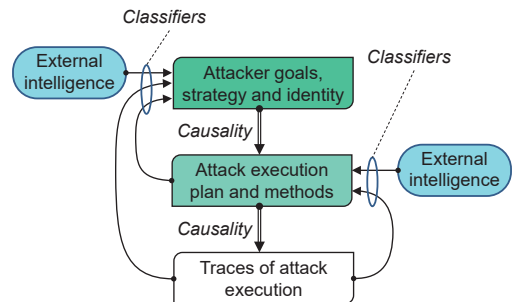 Classifiers
External
intelligence
Attacker goals,
strategy and identity
Classifiers
Causality
Attack execution
plan and methods
External
intelligence
Causality
Traces of attack
execution